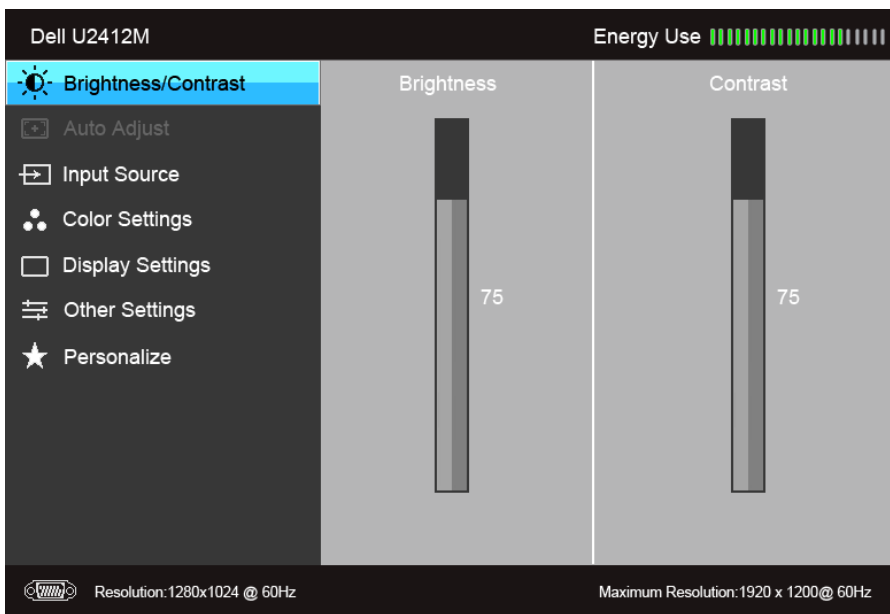 Dell U2412M
Energy Use
Brightness/Contrast
Auto Adjust
Input Source
Color Settings
Display Settings
Other Settings
Personalize
Brightness
Contrast
75
75
Resolution:1280x1024 @ 60Hz
Maximum Resolution:1920 x 1200@ 60Hz